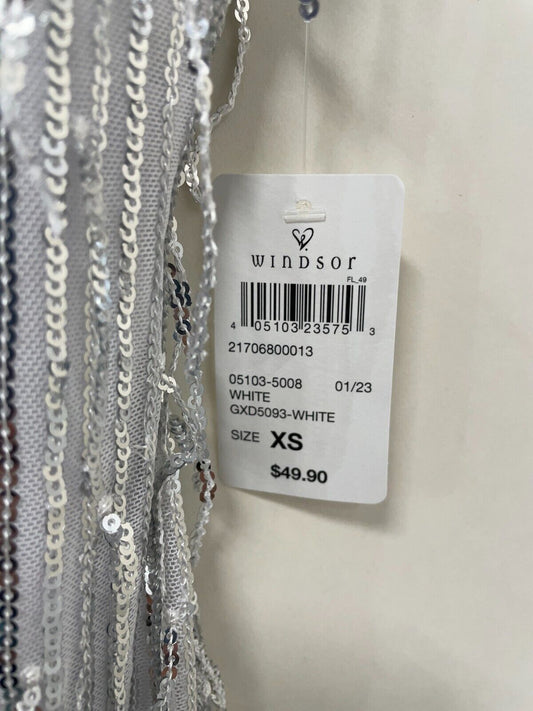 WINDSOR
FL_49
4 05103 23575 3
21706800013
05103-5008 01/23
WHITE
GXD5093-WHITE
SIZE XS
$49.90